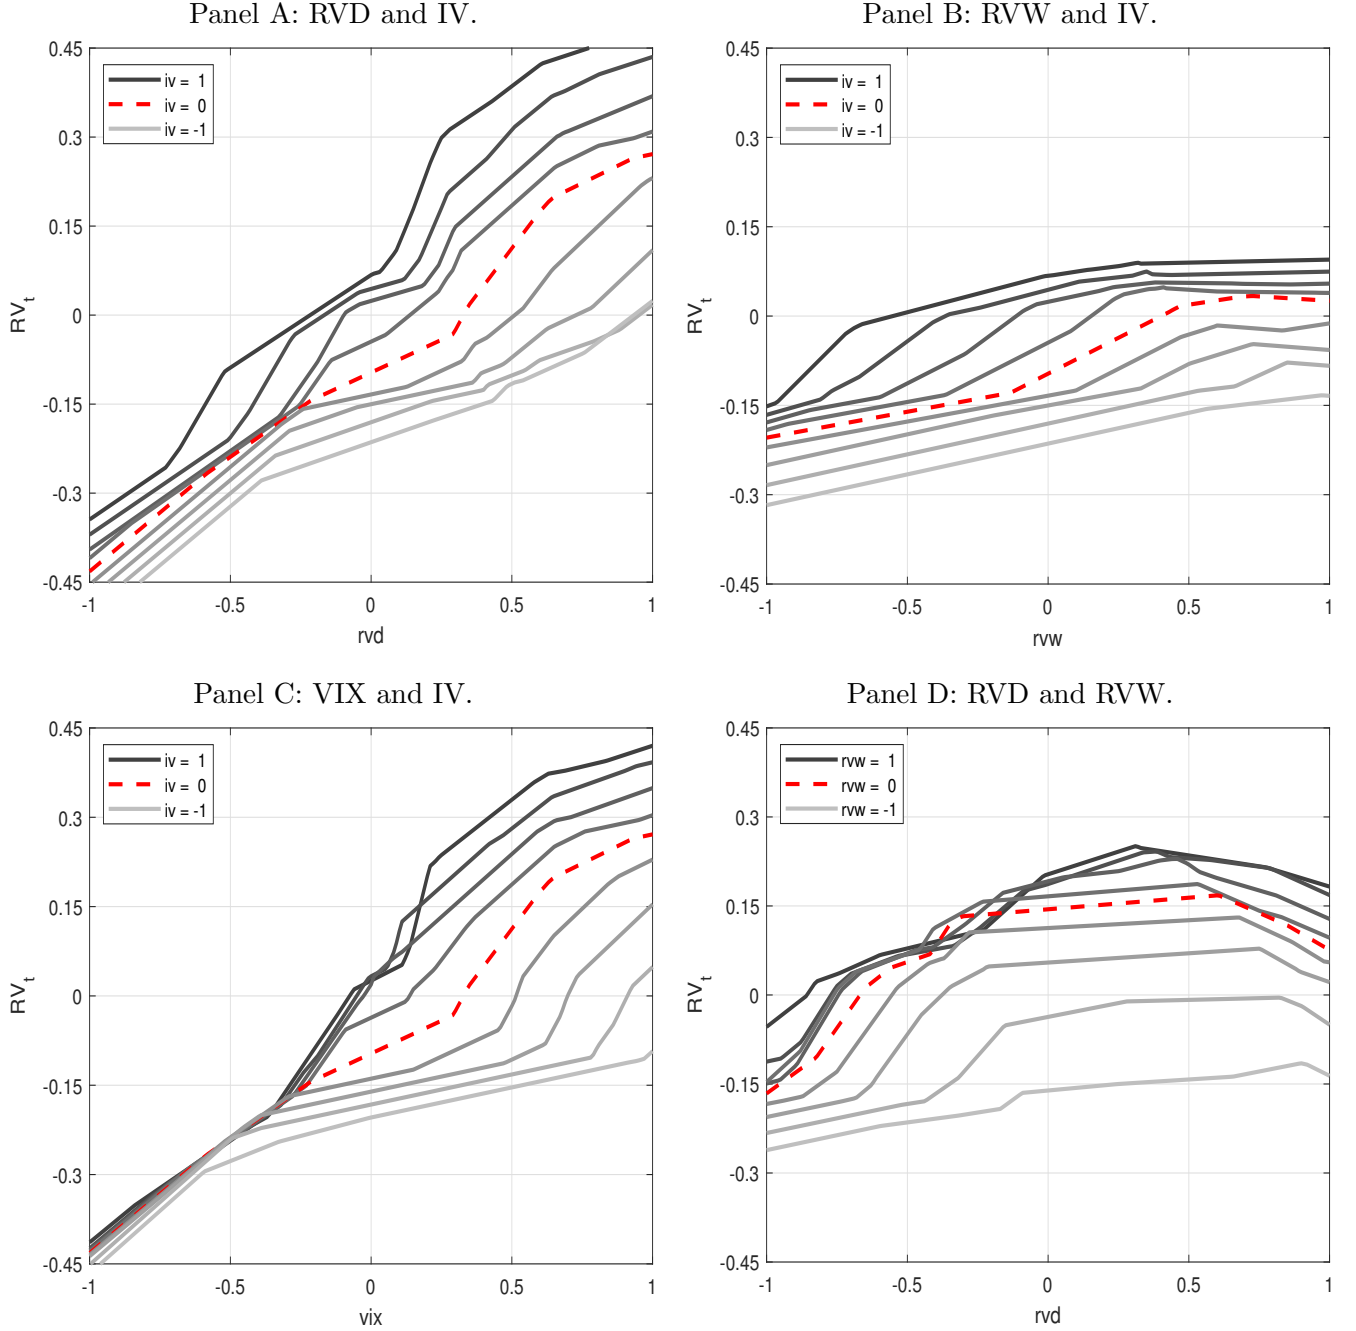 Panel A: RVD and IV.
0.45
0.3
0.15
0
-0.15
-0.3
-0.45
RV_t
iv = 1
iv = 0
iv = -1
-1 -0.5 0 0.5 1
rvd
Panel B: RVW and IV.
0.45
0.3
0.15
0
-0.15
-0.3
-0.45
RV_t
iv = 1
iv = 0
iv = -1
-1 -0.5 0 0.5 1
rvw
Panel C: VIX and IV.
0.45
0.3
0.15
0
-0.15
-0.3
-0.45
RV_t
iv = 1
iv = 0
iv = -1
-1 -0.5 0 0.5 1
vix
Panel D: RVD and RVW.
0.45
0.3
0.15
0
-0.15
-0.3
-0.45
RV_t
rvw = 1
rvw = 0
rvw = -1
-1 -0.5 0 0.5 1
rvd